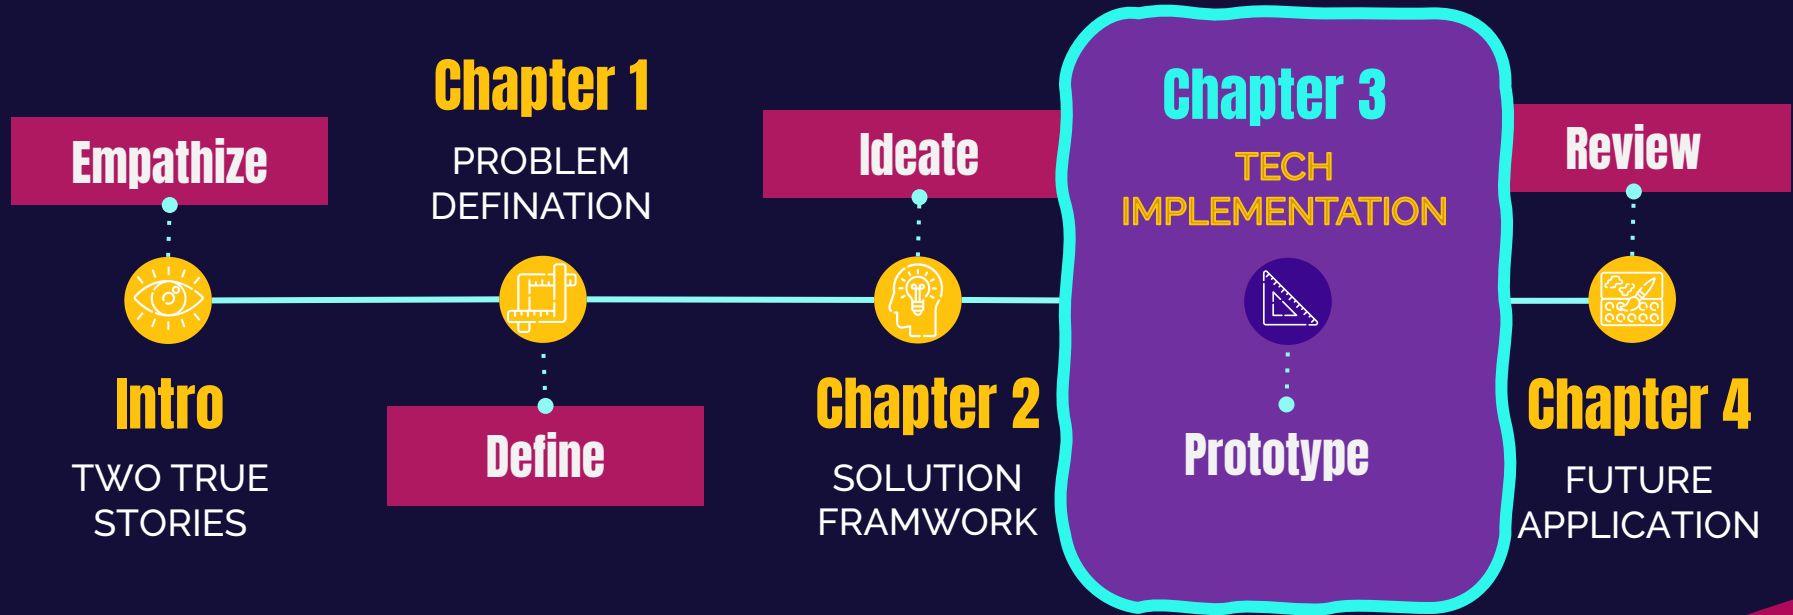 Empathize
Intro
TWO TRUE
STORIES
Chapter 1
PROBLEM
DEFINATION
Define
Ideate
Chapter 2
SOLUTION
FRAMWORK
Chapter 3
TECH
IMPLEMENTATION
Prototype
Review
Chapter 4
FUTURE
APPLICATION